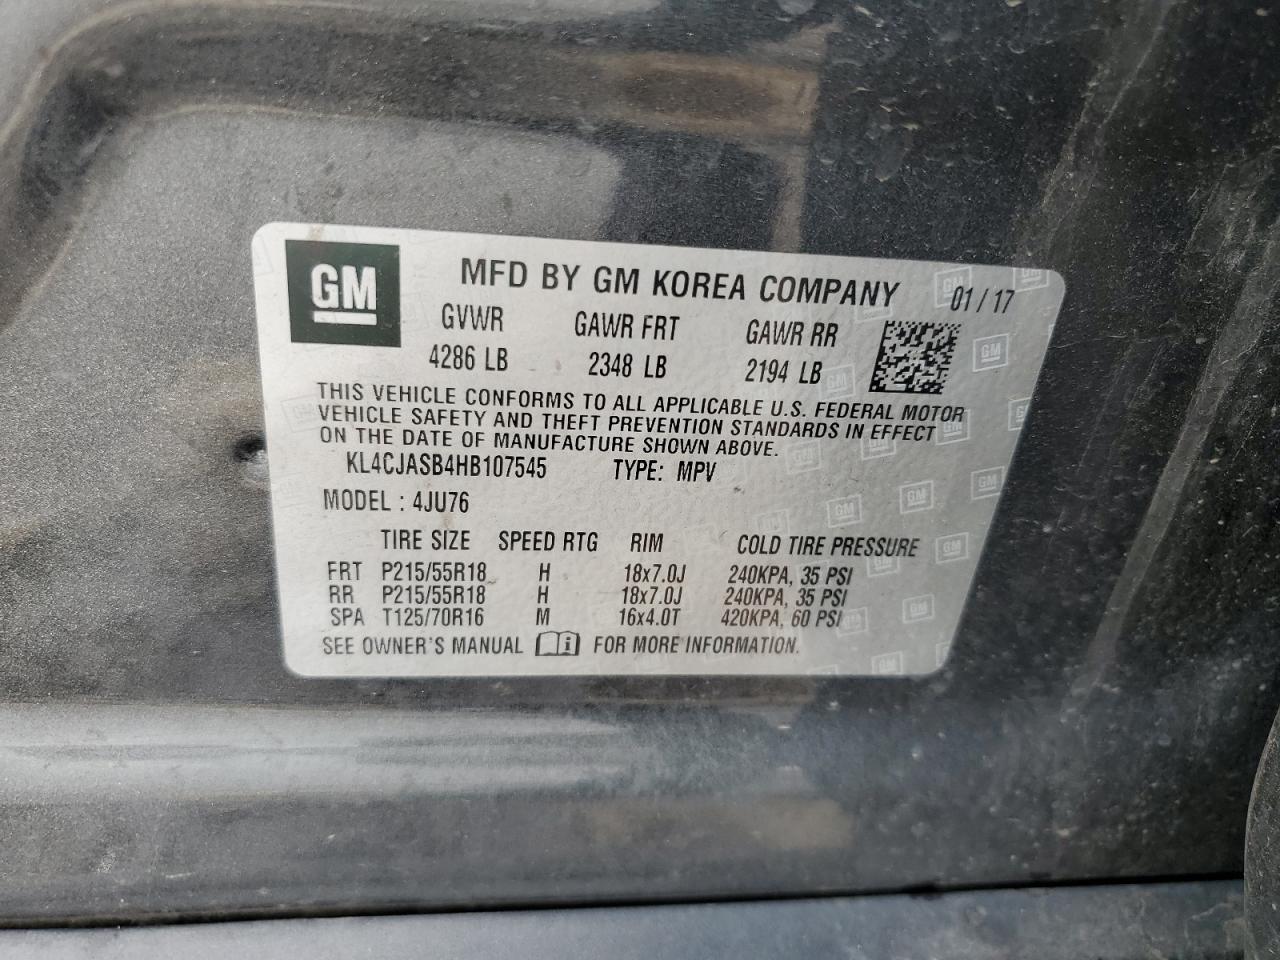 GM
MFD BY GM KOREA COMPANY 01 / 17
GVWR GAWR FRT GAWR RR
4286 LB 2348 LB 2194 LB
THIS VEHICLE CONFORMS TO ALL APPLICABLE U.S. FEDERAL MOTOR
VEHICLE SAFETY AND THEFT PREVENTION STANDARDS IN EFFECT
ON THE DATE OF MANUFACTURE SHOWN ABOVE.
KL4CJASB4HB107545 TYPE: MPV
MODEL : 4JU76
TIRE SIZE SPEED RTG RIM COLD TIRE PRESSURE
FRT P215/55R18 H 18x7.0J 240KPA, 35 PSI
RR P215/55R18 H 18x7.0J 240KPA, 35 PSI
SPA T125/70R16 M 16x4.0T 420KPA, 60 PSI
SEE OWNER'S MANUAL i FOR MORE INFORMATION.